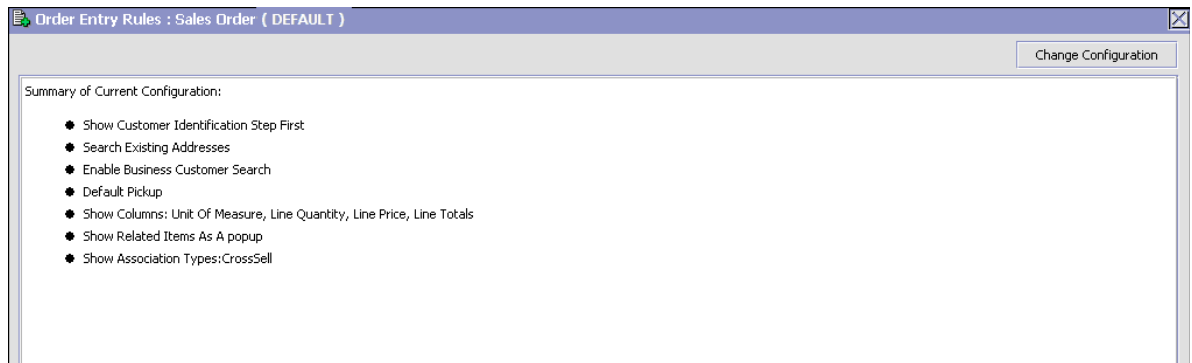 Order Entry Rules : Sales Order ( DEFAULT )
Change Configuration
Summary of Current Configuration:
Show Customer Identification Step First
Search Existing Addresses
Enable Business Customer Search
Default Pickup
Show Columns: Unit Of Measure, Line Quantity, Line Price, Line Totals
Show Related Items As A popup
Show Association Types:CrossSell